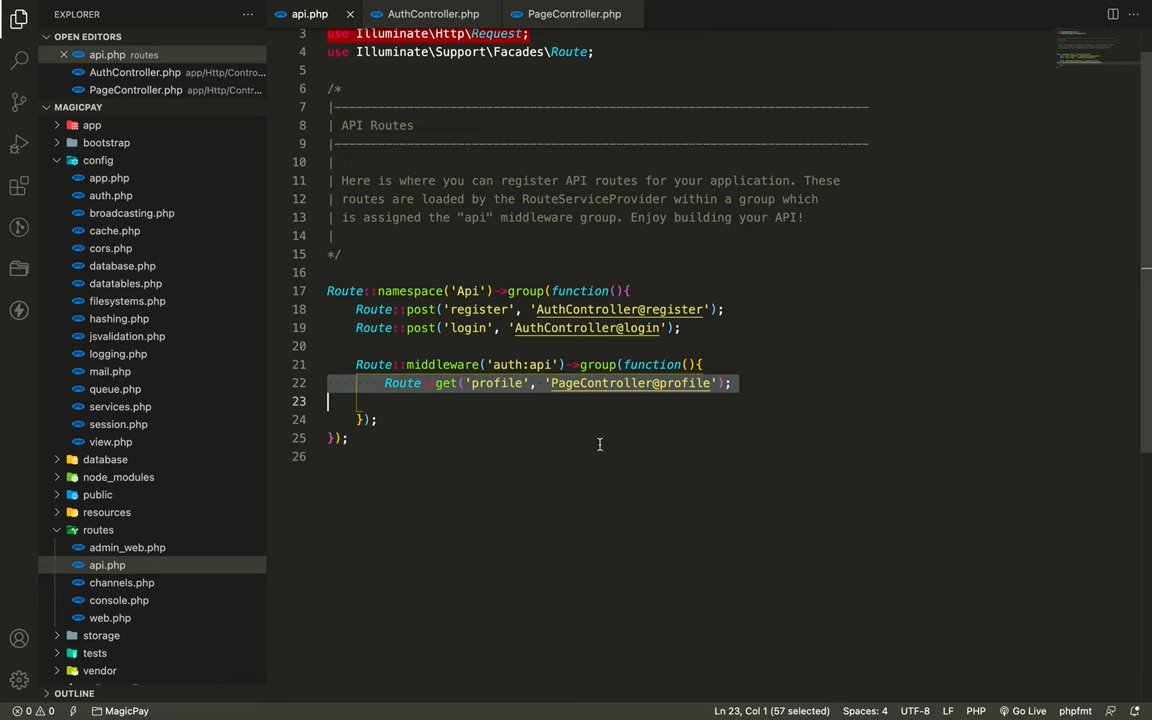 EXPLORER
OPEN EDITORS
api.php routes
AuthController.php app/Http/Contro...
PageController.php app/Http/Contr...
MAGICPAY
app
bootstrap
config
app.php
auth.php
broadcasting.php
cache.php
cors.php
database.php
datatables.php
filesystems.php
hashing.php
jsvalidation.php
logging.php
mail.php
queue.php
services.php
session.php
view.php
database
node_modules
public
resources
routes
admin_web.php
api.php
channels.php
console.php
web.php
storage
tests
vendor
OUTLINE
api.php AuthController.php PageController.php
3 use Illuminate\Http\Request;
4 use Illuminate\Support\Facades\Route;
5
6 /*
7 |--------------------------------------------------------------------------
8 | API Routes
9 |--------------------------------------------------------------------------
10 |
11 | Here is where you can register API routes for your application. These
12 | routes are loaded by the RouteServiceProvider within a group which
13 | is assigned the "api" middleware group. Enjoy building your API!
14 |
15 */
16
17 Route::namespace('Api')->group(function(){
18 Route::post('register', 'AuthController@register');
19 Route::post('login', 'AuthController@login');
20
21 Route::middleware('auth:api')->group(function(){
22 Route::get('profile', 'PageController@profile');
23
24 });
25 });
26
0 0 MagicPay Ln 23, Col 1 (57 selected) Spaces: 4 UTF-8 LF PHP Go Live phpfmt